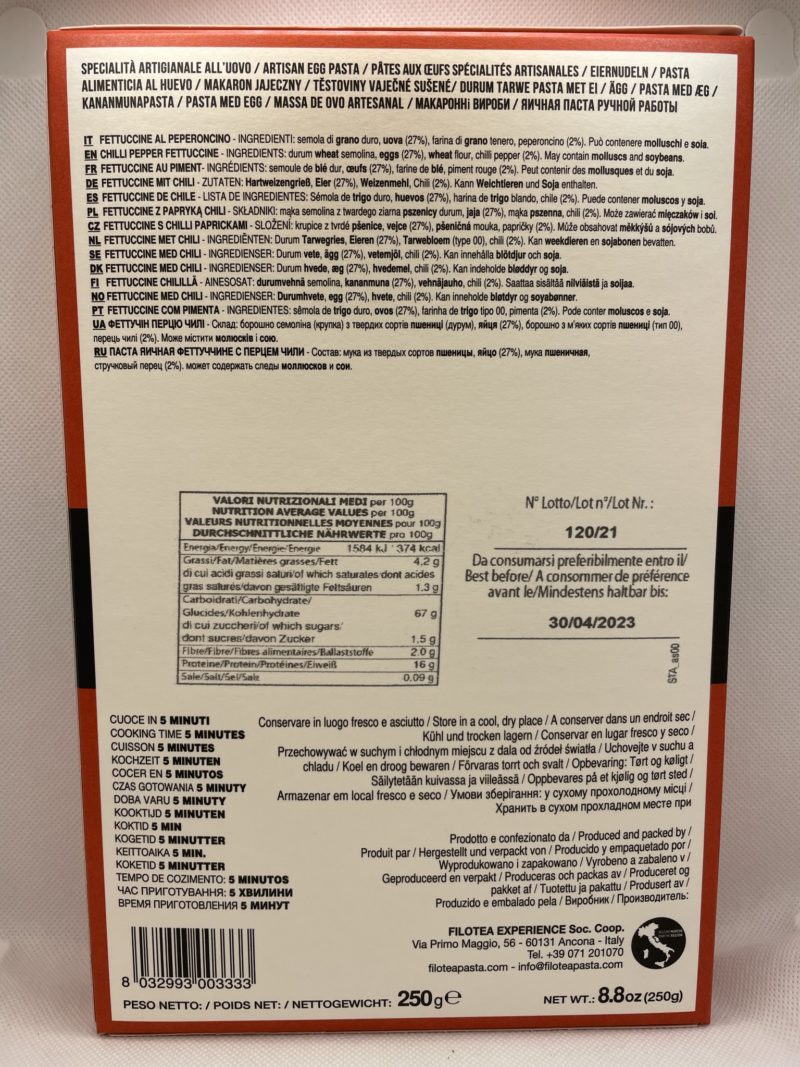 SPECIALITÀ ARTIGIANALE ALL'UOVO / ARTISAN EGG PASTA / PÂTES AUX ŒUFS SPÉCIALITÉS ARTISANALES / EIERNUDELN / PASTA
ALIMENTICIA AL HUEVO / MAKARON JAJECZNY / TĚSTOVINY VAJEČNÉ SUŠENÉ/ DURUM TARWE PASTA MET EI / ÄGG / PASTA MED ÆG /
KANANMUNAPASTA / PASTA MED EGG / MASSA DE OVO ARTESANAL / МАКАРОННІ ВИРОБИ / ЯИЧНАЯ ПАСТА РУЧНОЙ РАБОТЫ
IT FETTUCCINE AL PEPERONCINO - INGREDIENTI: semola di grano duro, uova (27%), farina di grano tenero, peperoncino (2%). Può contenere molluschi e soia.
EN CHILLI PEPPER FETTUCCINE - INGREDIENTS: durum wheat semolina, eggs (27%), wheat flour, chilli pepper (2%). May contain molluscs and soybeans.
FR FETTUCCINE AU PIMENT- INGRÉDIENTS: semoule de blé dur, œufs (27%), farine de blé, piment rouge (2%). Peut contenir des mollusques et du soja.
DE FETTUCCINE MIT CHILI - ZUTATEN: Hartweizengrieß, Eier (27%), Weizenmehl, Chili (2%). Kann Weichtieren und Soja enthalten.
ES FETTUCCINE DE CHILE - LISTA DE INGREDIENTES: Sémola de trigo duro, huevos (27%), harina de trigo blando, chile (2%). Puede contener moluscos y soja.
PL FETTUCCINE Z PAPRYKĄ CHILI - SKŁADNIKI: mąka semolina z twardego ziarna pszenicy durum, jaja (27%), mąka pszenna, chili (2%). Może zawierać mięczaków i soi.
CZ FETTUCCINE S CHILLI PAPRICKAMI - SLOŽENÍ: krupice z tvrdé pšenice, vejce (27%), pšeničná mouka, papričky (2%). Může obsahovat měkkýšů a sójových bobů.
NL FETTUCCINE MET CHILI - INGREDIËNTEN: Durum Tarwegries, Eieren (27%), Tarwebloem (type 00), chili (2%). Kan weekdieren en sojabonen bevatten.
SE FETTUCCINE MED CHILI - INGREDIENSER: Durum vete, ägg (27%), vetemjöl, chili (2%). Kan innehålla blötdjur och soja.
DK FETTUCCINE MED CHILI - INGREDIENSER: Durum hvede, æg (27%), hvedemel, chili (2%). Kan indeholde bløddyr og soja.
FI FETTUCCINE CHILILLÄ - AINESOSAT: durumvehnä semolina, kananmuna (27%), vehnäjauho, chili (2%). Saattaa sisältää nilviäistä ja soijaa.
NO FETTUCCINE MED CHILI - INGREDIENSER: Durumhvete, egg (27%), hvete, chili (2%). Kan inneholde bløtdyr og soyabønner.
PT FETTUCCINE COM PIMENTA - INGREDIENTES: sêmola de trigo duro, ovos (27%), farinha de trigo tipo 00, pimenta (2%). Pode conter moluscos e soja.
UA ФЕТТУЧІН ПЕРЦЮ ЧИЛІ - Склад: борошно семоліна (крупка) з твердих сортів пшениці (дурум), яйця (27%), борошно з м'яких сортів пшениці (тип 00),
перець чилі (2%). Може містити молюсків і сою.
RU ПАСТА ЯИЧНАЯ ФЕТТУЧЧИНЕ С ПЕРЦЕМ ЧИЛИ - Состав: мука из твердых сортов пшеницы, яйцо (27%), мука пшеничная,
стручковый перец (2%). может содержать следы моллюсков и сои.
VALORI NUTRIZIONALI MEDI per 100g
NUTRITION AVERAGE VALUES per 100g
VALEURS NUTRITIONNELLES MOYENNES pour 100g
DURCHSCHNITTLICHE NÄHRWERTE pro 100g
Energia/Energy/Énergie/Energie 1584 kJ 374 kcal
Grassi/Fat/Matières grasses/Fett 4,2 g
di cui acidi grassi saturi/of which saturates/dont acides
gras saturés/davon gesättigte Fettsäuren 1.3 g
Carboidrati/Carbohydrate/
Glucides/Kohlenhydrate 67 g
di cui zuccheri/of which sugars/
dont sucres/davon Zucker 1.5 g
Fibre/Fibre/Fibres alimentaires/Ballaststoffe 2.0 g
Proteine/Protein/Protéines/Eiweiß 16 g
Sale/Salt/Sel/Salz 0.09 g
N° Lotto/Lot n°/Lot Nr. :
120/21
Da consumarsi preferibilmente entro il/
Best before/ A consommer de préférence
avant le/Mindestens haltbar bis:
30/04/2023
STA_as00
CUOCE IN 5 MINUTI
COOKING TIME 5 MINUTES
CUISSON 5 MINUTES
KOCHZEIT 5 MINUTEN
COCER EN 5 MINUTOS
CZAS GOTOWANIA 5 MINUTY
DOBA VARU 5 MINUTY
KOOKTIJD 5 MINUTEN
KOKTID 5 MIN
KOGETID 5 MINUTTER
KEITTOAIKA 5 MIN.
KOKETID 5 MINUTTER
TEMPO DE COZIMENTO: 5 MINUTOS
ЧАС ПРИГОТУВАННЯ: 5 ХВИЛИНИ
ВРЕМЯ ПРИГОТОВЛЕНИЯ 5 МИНУТ
Conservare in luogo fresco e asciutto / Store in a cool, dry place / A conserver dans un endroit sec /
Kühl und trocken lagern / Conservar en lugar fresco y seco /
Przechowywać w suchym i chłodnym miejscu z dala od źródeł światła / Uchovejte v suchu a
chladu / Koel en droog bewaren / Förvaras torrt och svalt / Opbevaring: Tørt og køligt /
Säilytetään kuivassa ja viileässä / Oppbevares på et kjølig og tørt sted /
Armazenar em local fresco e seco / Умови зберігання: у сухому прохолодному місці /
Хранить в сухом прохладном месте при
Prodotto e confezionato da / Produced and packed by /
Produit par / Hergestellt und verpackt von / Producido y empaquetado por /
Wyprodukowano i zapakowano / Vyrobeno a zabaleno v /
Geproduceerd en verpakt / Produceras och packas av / Produceret og
pakket af / Tuotettu ja pakattu / Produsert av /
Produzido e embalado pela / Виробник / Производитель:
FILOTEA EXPERIENCE Soc. Coop.
Via Primo Maggio, 56 - 60131 Ancona - Italy
Tel. +39 071 201070
filoteapasta.com - info@filoteapasta.com
8 032993 003333
PESO NETTO: / POIDS NET: / NETTOGEWICHT: 250g℮
NET WT.: 8.8oz (250g)